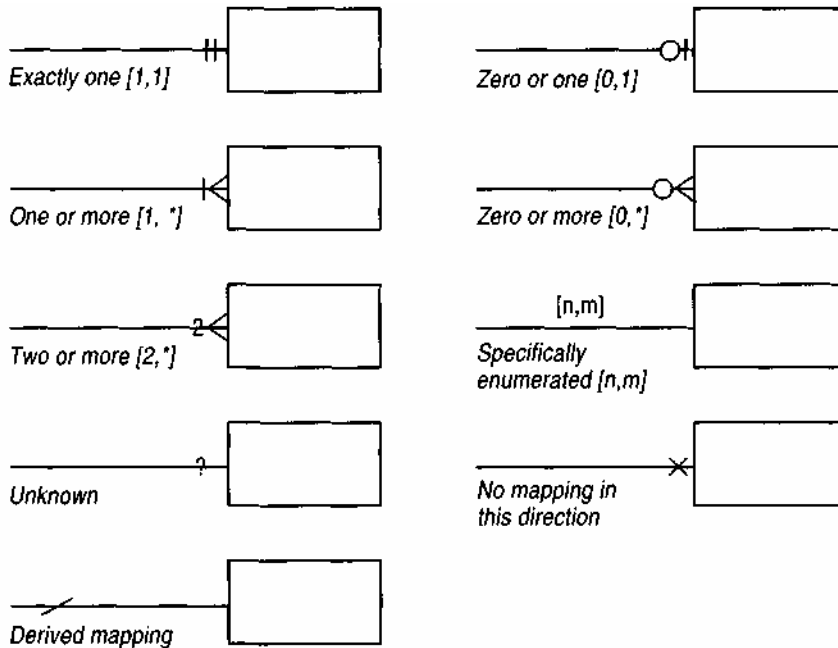 Exactly one [1,1]
Zero or one [0,1]
One or more [1, *]
Zero or more [0,*]
2
Two or more [2,*]
[n,m]
Specifically
enumerated [n,m]
?
Unknown
No mapping in
this direction
Derived mapping